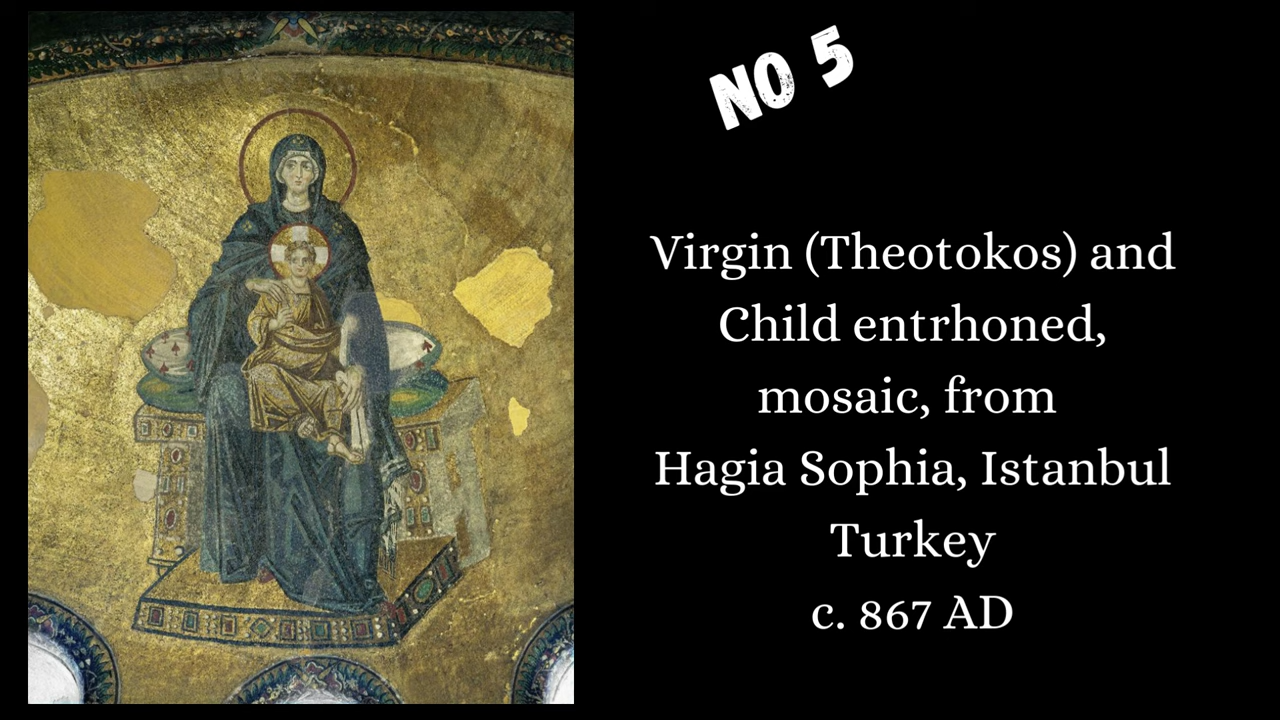 NO 5
Virgin (Theotokos) and
Child entrhoned,
mosaic, from
Hagia Sophia, Istanbul
Turkey
c. 867 AD